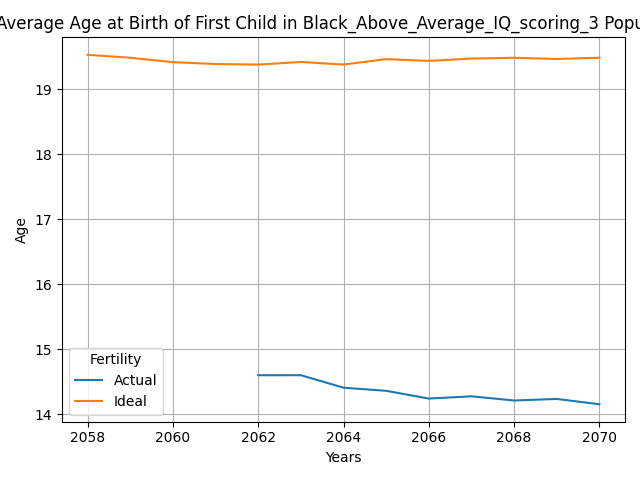 Average Age at Birth of First Child in Black_Above_Average_IQ_scoring_3 Popu
19
18
17
16
15
14
Age
Fertility
Actual
Ideal
2058 2060 2062 2064 2066 2068 2070
Years